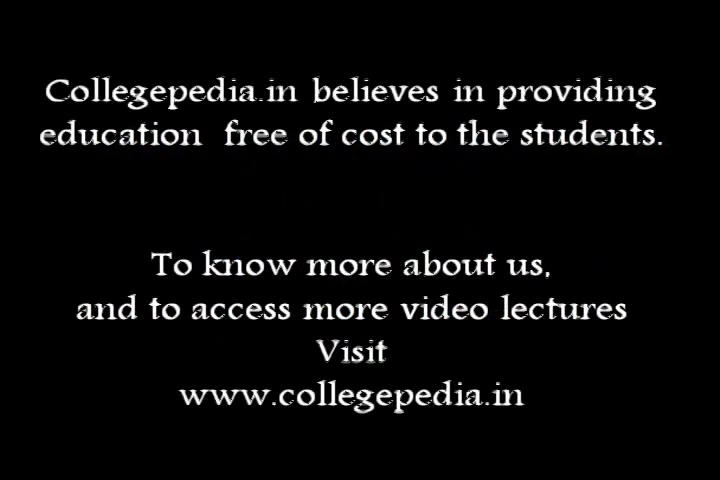 Collegepedia.in believes in providing
education free of cost to the students.
To know more about us,
and to access more video lectures
Visit
www.collegepedia.in